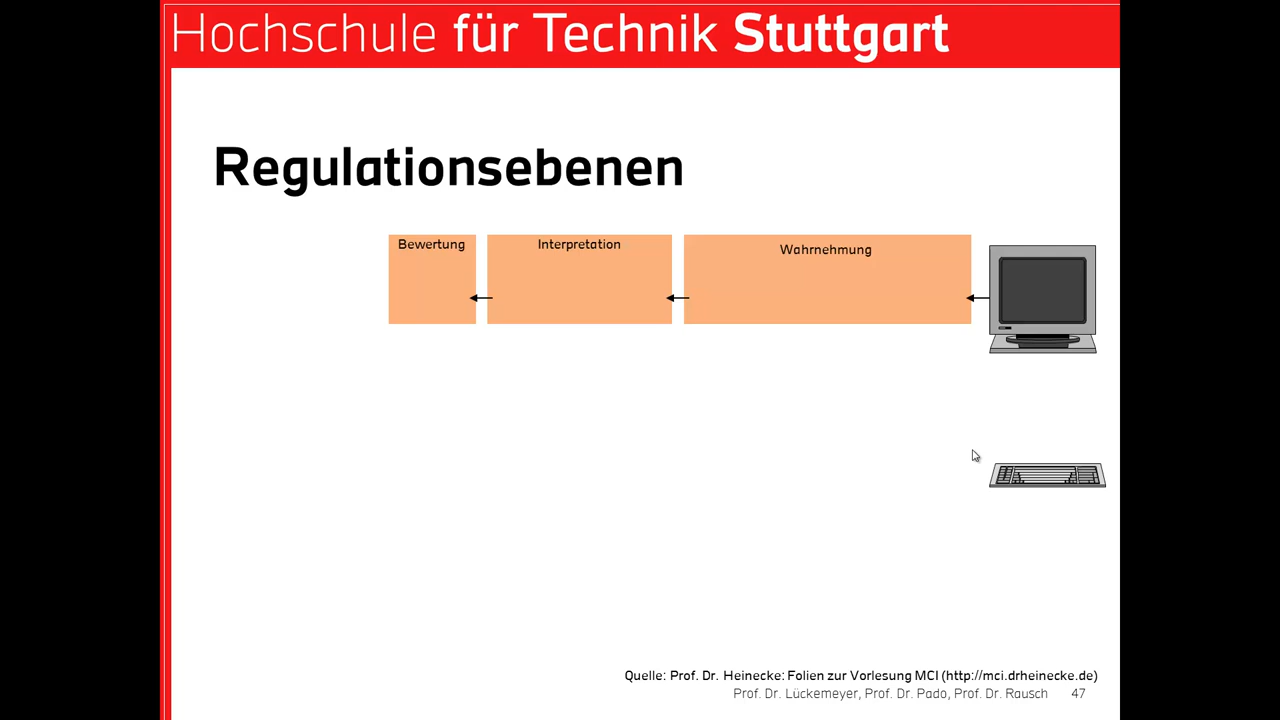 Hochschule für Technik Stuttgart
Regulationsebenen
Bewertung
Interpretation
Wahrnehmung
Quelle: Prof. Dr. Heinecke: Folien zur Vorlesung MCI (http://mci.drheinecke.de)
Prof. Dr. Lückemeyer, Prof. Dr. Pado, Prof. Dr. Rausch 47